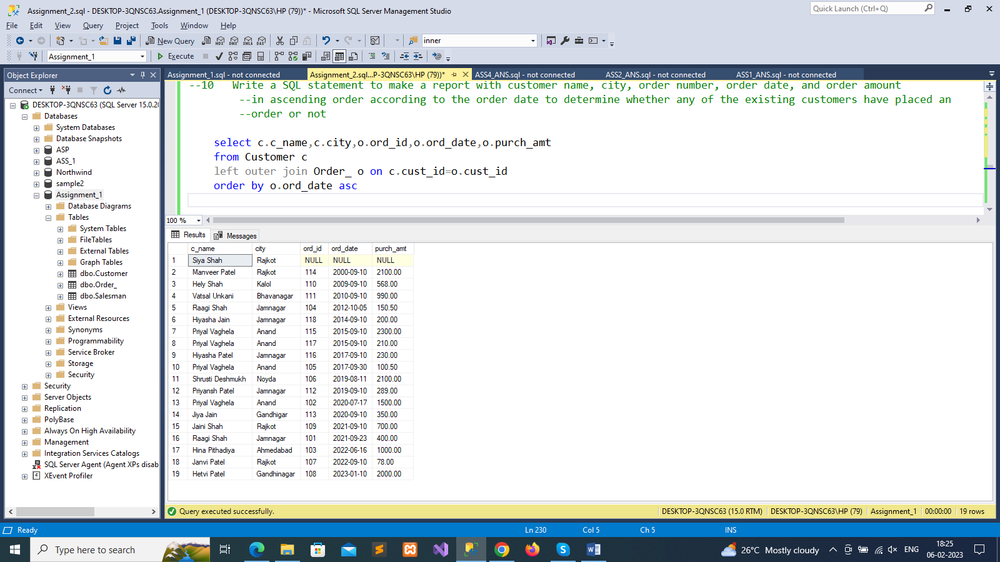 Assignment_2.sql - DESKTOP-3QNSC63.Assignment_1 (DESKTOP-3QNSC63\HP (79))* - Microsoft SQL Server Management Studio
Quick Launch (Ctrl+Q)
File Edit View Query Project Tools Window Help
New Query MDX DMX XMLA DAX inner
Assignment_1 Execute
Object Explorer
Connect
DESKTOP-3QNSC63 (SQL Server 15.0.20
Databases
System Databases
Database Snapshots
ASP
ASS_1
Northwind
sample2
Assignment_1
Database Diagrams
Tables
System Tables
FileTables
External Tables
Graph Tables
dbo.Customer
dbo.Order_
dbo.Salesman
Views
External Resources
Synonyms
Programmability
Service Broker
Storage
Security
Security
Server Objects
Replication
PolyBase
Always On High Availability
Management
Integration Services Catalogs
SQL Server Agent (Agent XPs disab
XEvent Profiler
Assignment_1.sql - not connected Assignment_2.sql...P-3QNSC63\HP (79))* ASS4_ANS.sql - not connected ASS2_ANS.sql - not connected ASS1_ANS.sql - not connected
--10 Write a SQL statement to make a report with customer name, city, order number, order date, and order amount
--in ascending order according to the order date to determine whether any of the existing customers have placed an
--order or not
select c.c_name,c.city,o.ord_id,o.ord_date,o.purch_amt
from Customer c
left outer join Order_ o on c.cust_id=o.cust_id
order by o.ord_date asc
100 %
Results Messages
c_name city ord_id ord_date purch_amt
1 Siya Shah Rajkot NULL NULL NULL
2 Manveer Patel Rajkot 114 2000-09-10 2100.00
3 Hely Shah Kalol 110 2009-09-10 568.00
4 Vatsal Unkani Bhavanagar 111 2010-09-10 990.00
5 Raagi Shah Jamnagar 104 2012-10-05 150.50
6 Hiyasha Jain Jamnagar 118 2014-09-10 200.00
7 Priyal Vaghela Anand 115 2015-09-10 2300.00
8 Priyal Vaghela Anand 117 2015-09-10 210.00
9 Hiyasha Patel Jamnagar 116 2017-09-10 230.00
10 Priyal Vaghela Anand 105 2017-09-30 100.50
11 Shrusti Deshmukh Noyda 106 2019-08-11 2100.00
12 Priyansh Patel Jamnagar 112 2019-09-10 289.00
13 Priyal Vaghela Anand 102 2020-07-17 1500.00
14 Jiya Jain Gandhigar 113 2020-09-10 350.00
15 Jaini Shah Rajkot 109 2021-09-10 700.00
16 Raagi Shah Jamnagar 101 2021-09-23 400.00
17 Hina Pithadiya Ahmedabad 103 2022-06-16 1000.00
18 Janvi Patel Rajkot 107 2022-09-10 78.00
19 Hetvi Patel Gandhinagar 108 2023-01-10 2000.00
Query executed successfully. DESKTOP-3QNSC63 (15.0 RTM) DESKTOP-3QNSC63\HP (79) Assignment_1 00:00:00 19 rows
Ready Ln 230 Col 5 Ch 5 INS
Type here to search 26°C Mostly cloudy ENG 18:25
06-02-2023